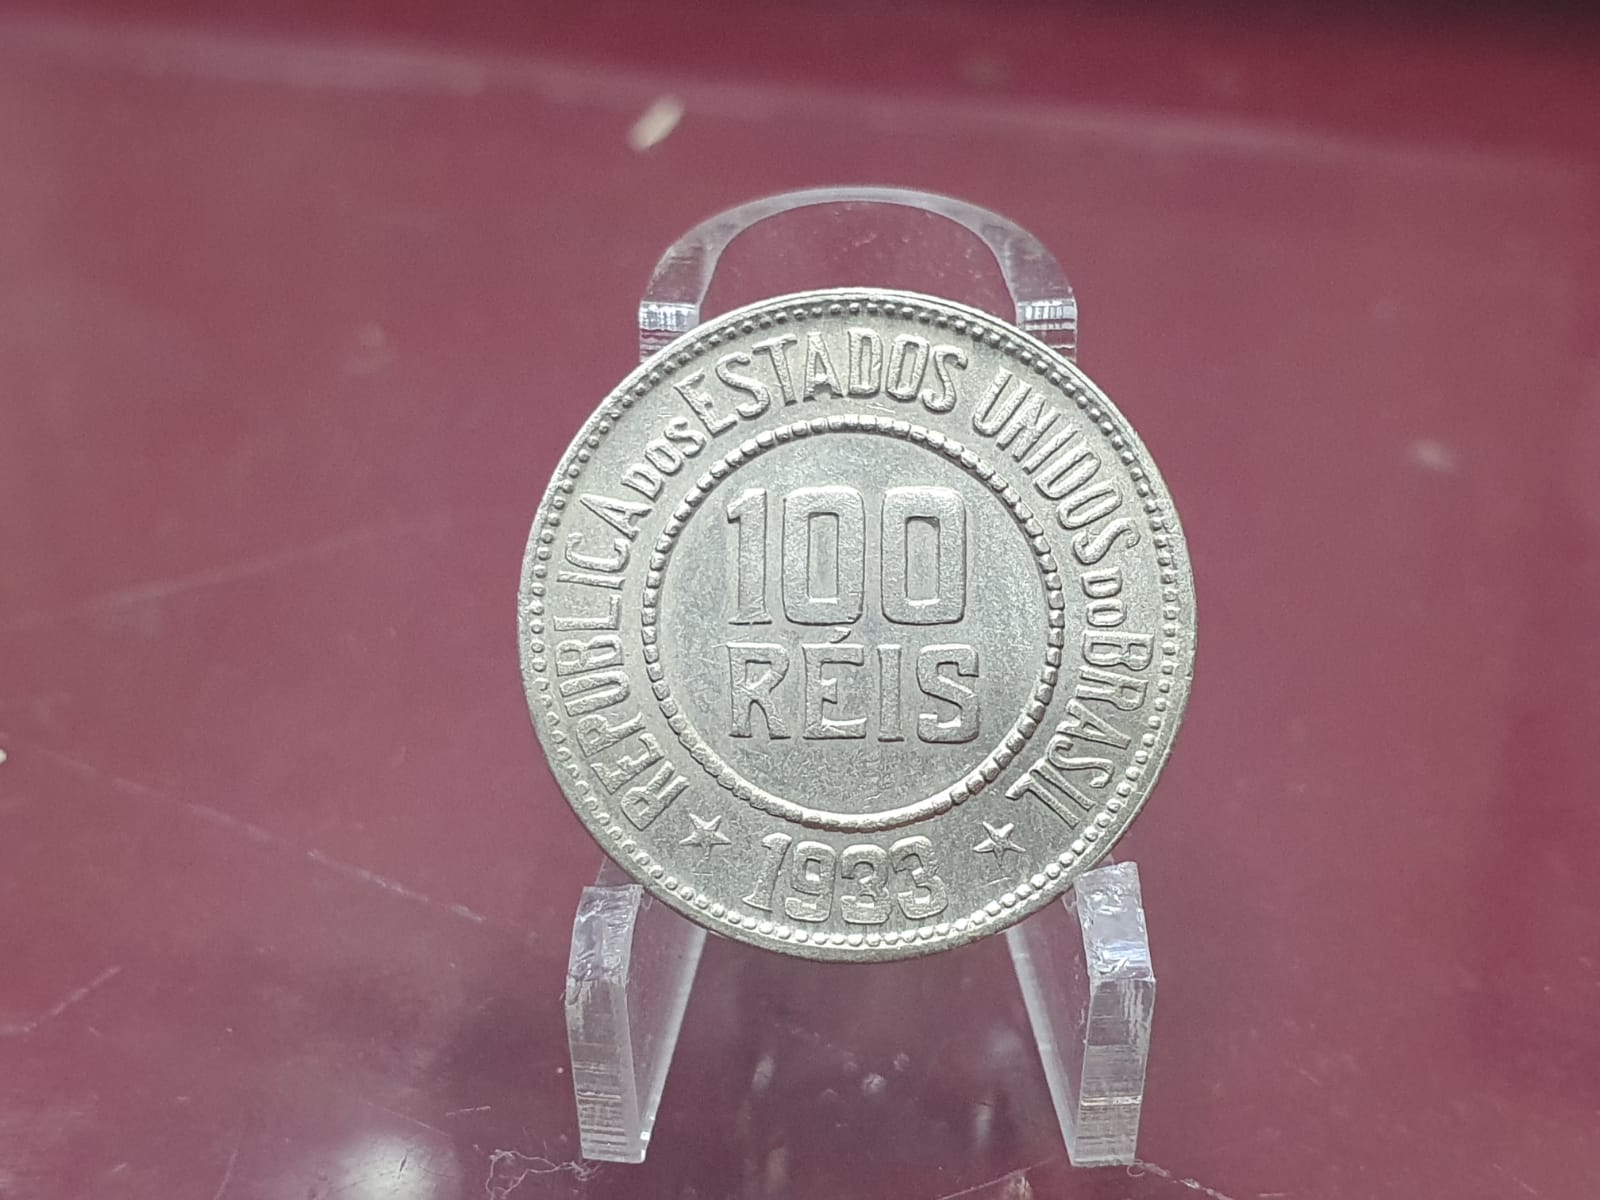 REPUBLICA DOS ESTADOS UNIDOS DO BRASIL
100
RÉIS
1933